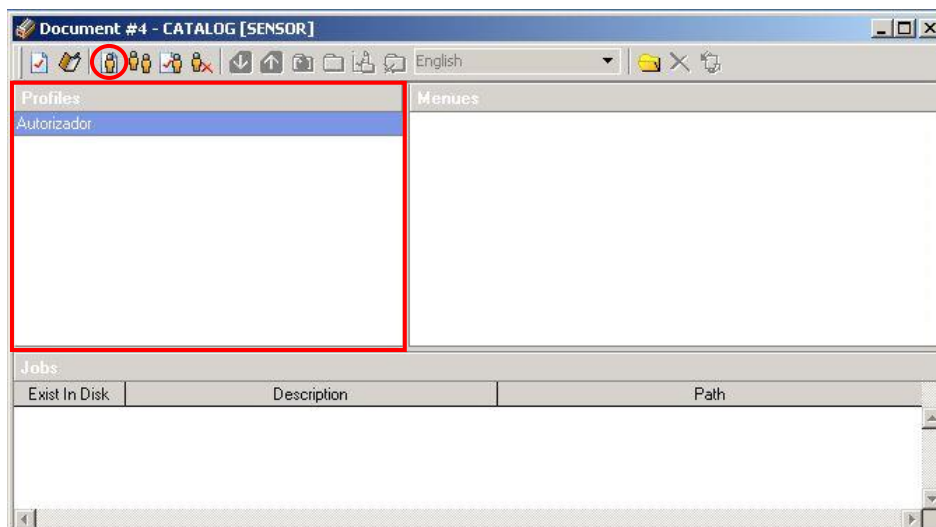 Document #4 - CATALOG [SENSOR]
English
Profiles
Menues
Autorizador
Jobs
Exist In Disk Description Path